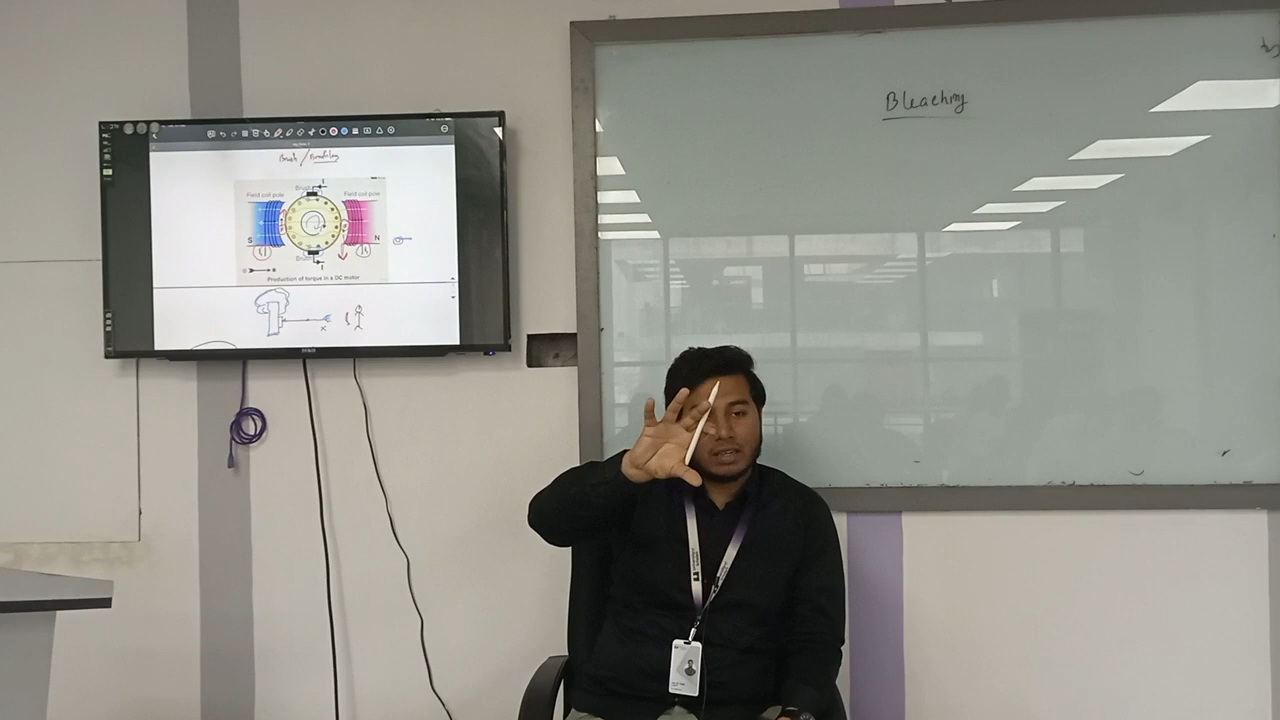 Brush / Brushless
Brush
Field coil pole
Field coil pole
S
N
Brush
Production of torque in a DC motor
x
Bleaching